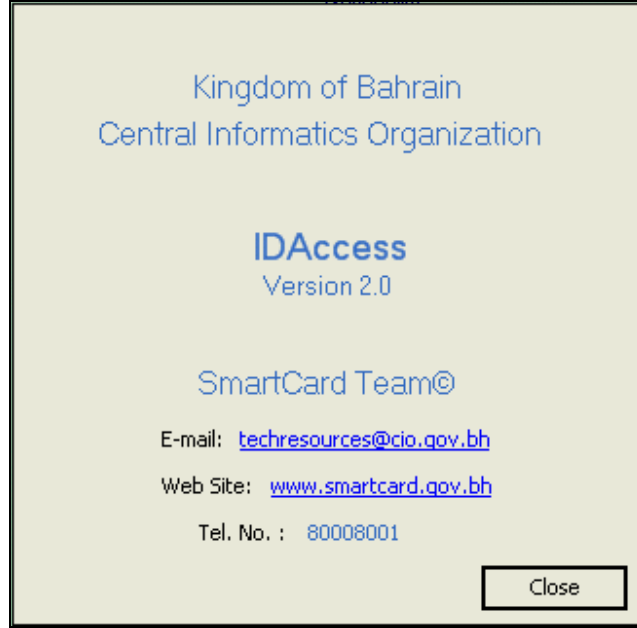 Kingdom of Bahrain
Central Informatics Organization
IDAccess
Version 2.0
SmartCard Team©
E-mail: techresources@cio.gov.bh
Web Site: www.smartcard.gov.bh
Tel. No. : 80008001
Close